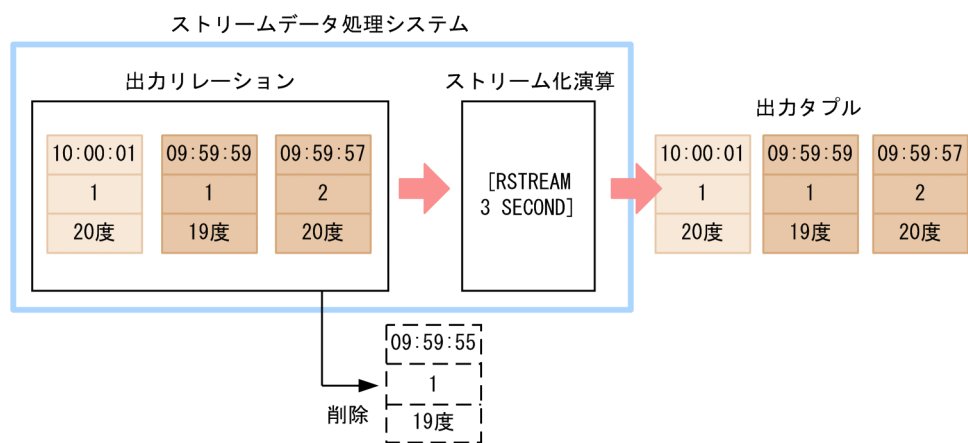 ストリームデータ処理システム
出力リレーション
10:00:01
1
20度
09:59:59
1
19度
09:59:57
2
20度
ストリーム化演算
[RSTREAM
3 SECOND]
出力タプル
10:00:01
1
20度
09:59:59
1
19度
09:59:57
2
20度
削除
09:59:55
1
19度